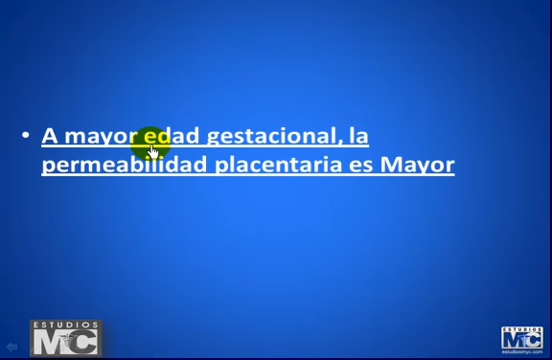 • A mayor edad gestacional, la
permeabilidad placentaria es Mayor
ESTUDIOS
MC
ESTUDIOS
MC
estudiosmyc.com